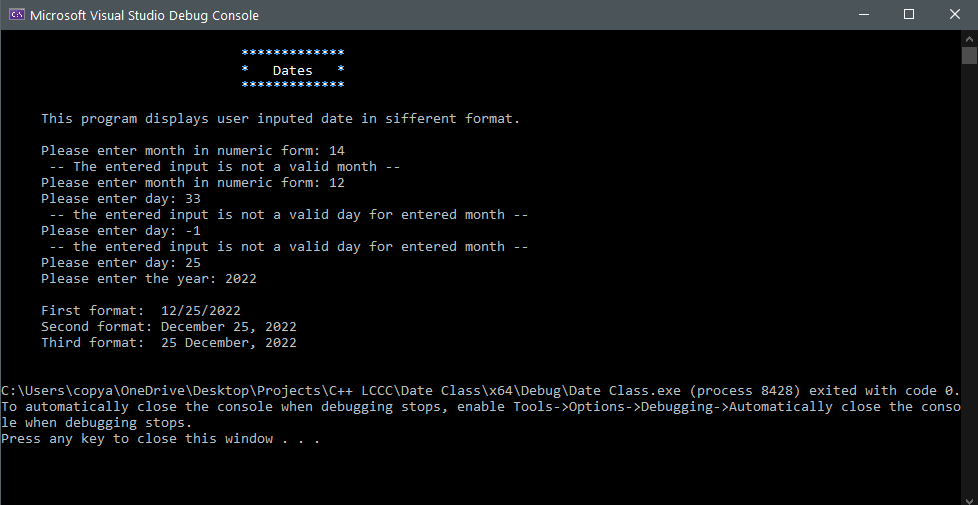 Microsoft Visual Studio Debug Console
*************
*   Dates   *
*************
This program displays user inputed date in sifferent format.
Please enter month in numeric form: 14
-- The entered input is not a valid month --
Please enter month in numeric form: 12
Please enter day: 33
-- the entered input is not a valid day for entered month --
Please enter day: -1
-- the entered input is not a valid day for entered month --
Please enter day: 25
Please enter the year: 2022
First format:  12/25/2022
Second format: December 25, 2022
Third format:  25 December, 2022
C:\Users\copya\OneDrive\Desktop\Projects\C++ LCCC\Date Class\x64\Debug\Date Class.exe (process 8428) exited with code 0.
To automatically close the console when debugging stops, enable Tools->Options->Debugging->Automatically close the conso
le when debugging stops.
Press any key to close this window . . .